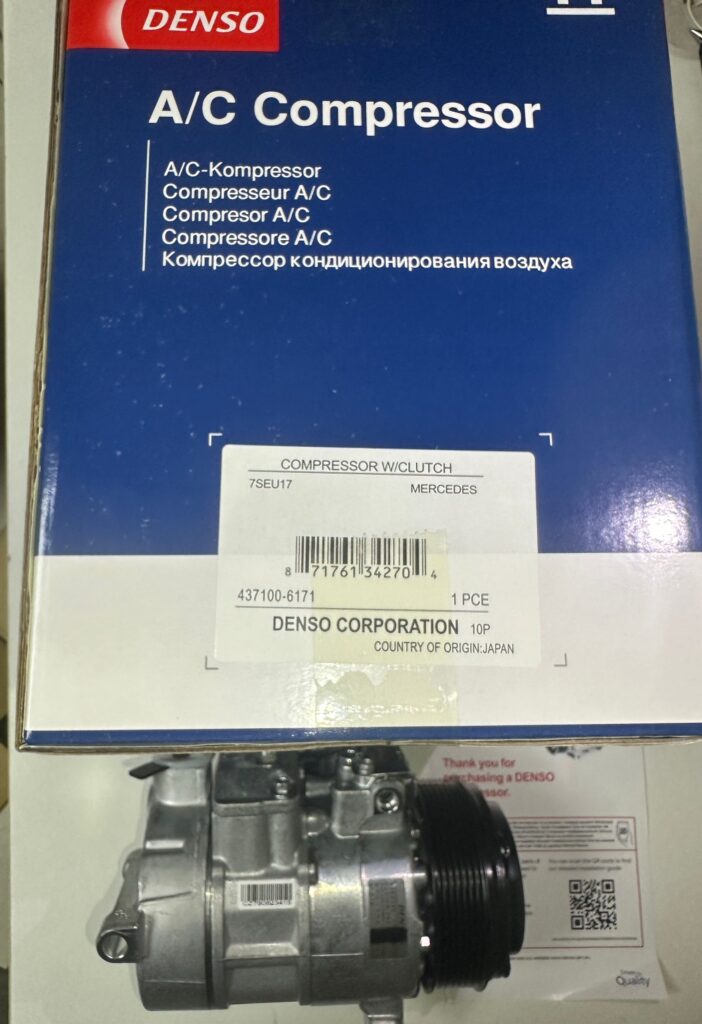 DENSO
A/C Compressor
A/C-Kompressor
Compresseur A/C
Compresor A/C
Compressore A/C
Компрессор кондиционирования воздуха
COMPRESSOR W/CLUTCH
7SEU17 MERCEDES
8 71761 34270 4
437100-6171 1 PCE
DENSO CORPORATION 10P
COUNTRY OF ORIGIN:JAPAN
Thank you for
purchasing a DENSO
Quality